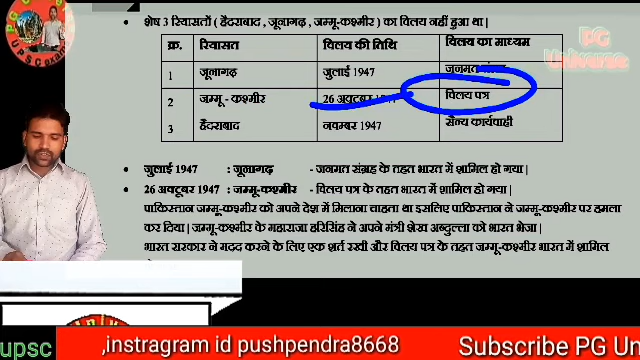 शेष 3 रियासतों ( हैदराबाद , जूनागढ़ , जम्मू-कश्मीर ) का विलय नहीं हुआ था |
PG
Universe
क्र. रियासत विलय की तिथि विलय का माध्यम
1 जूनागढ़ जुलाई 1947 जनमत
2 जम्मू - कश्मीर 26 अक्टूबर विलय पत्र
3 हैदराबाद नवम्बर 1947 सैन्य कार्यवाही
जुलाई 1947 : जूनागढ़ - जनमत संग्रह के तहत भारत में शामिल हो गया |
26 अक्टूबर 1947 : जम्मू-कश्मीर - विलय पत्र के तहत भारत में शामिल हो गया |
पाकिस्तान जम्मू-कश्मीर को अपने देश में मिलाना चाहता था इसलिए पाकिस्तान ने जम्मू-कश्मीर पर हमला
कर दिया | जम्मू-कश्मीर के महाराजा हरिसिंह ने अपने मंत्री शेख अब्दुल्ला को भारत भेजा |
भारत सरकार ने मदद करने के लिए एक शर्त रखी और विलय पत्र के तहत जम्मू-कश्मीर भारत में शामिल
upsc ,instragram id pushpendra8668 Subscribe PG Un